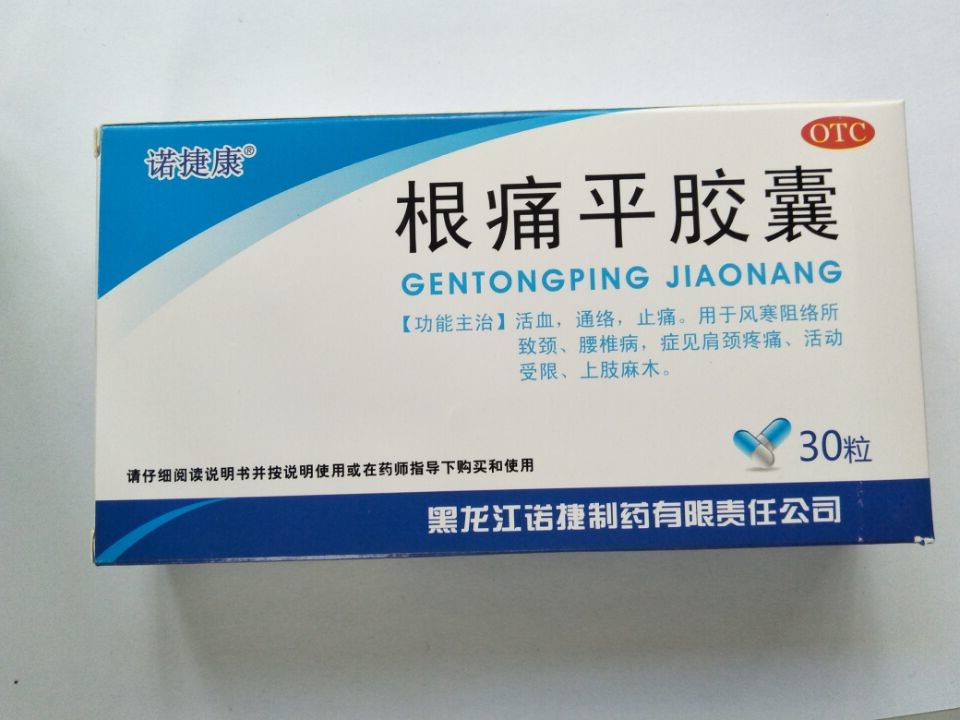 诺捷康®
OTC
根痛平胶囊
GENTONGPING JIAONANG
【功能主治】活血，通络，止痛。用于风寒阻络所
致颈、腰椎病，症见肩颈疼痛、活动
受限、上肢麻木。
30粒
请仔细阅读说明书并按说明使用或在药师指导下购买和使用
黑龙江诺捷制药有限责任公司